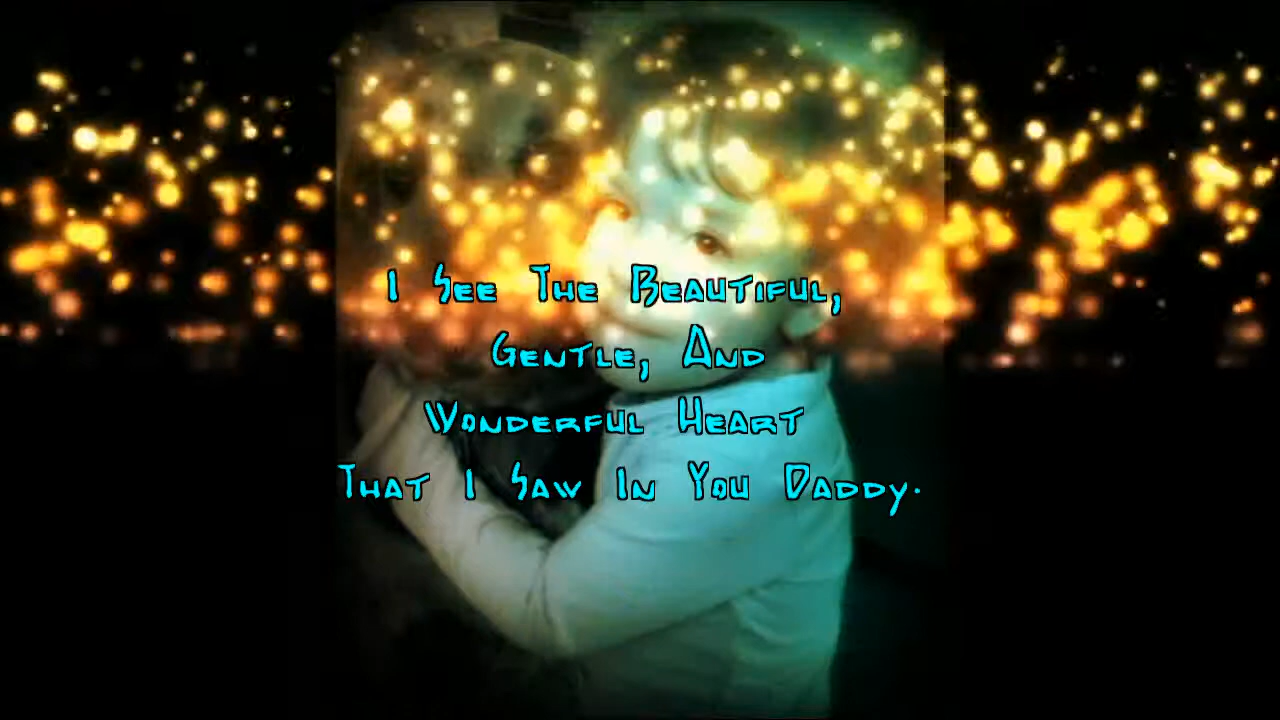 I See The Beautiful,
Gentle, And
Wonderful Heart
That I Saw In You Daddy.